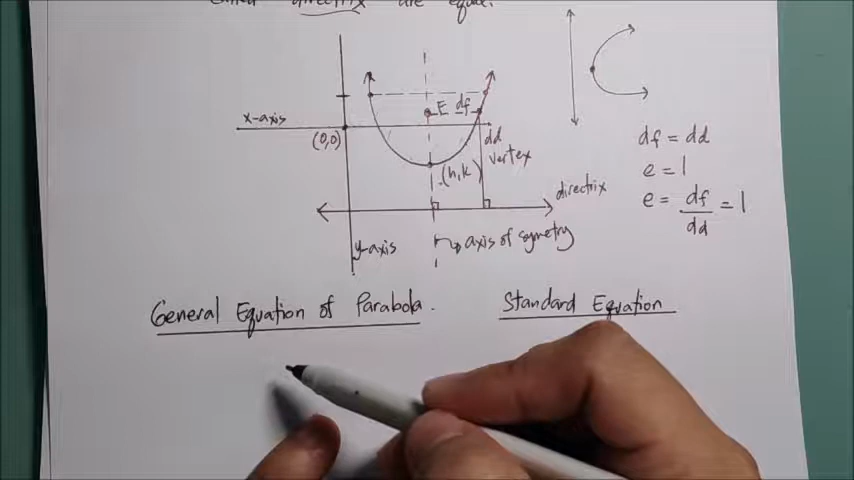 directrix are equal.
x-axis
(0,0)
E df
dd
vertex
(h,k)
directrix
axis of symetry
y-axis
df = dd
e = 1
e = df/dd = 1
General Equation of Parabola.
Standard Equation